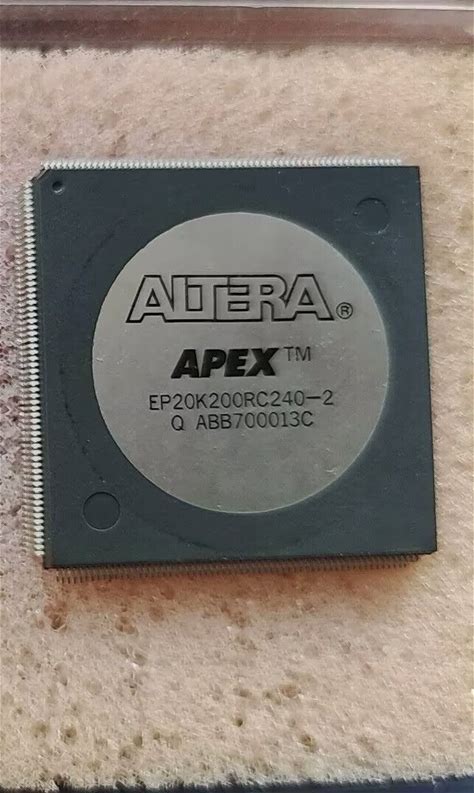 ALTERA®
APEX™
EP20K200RC240-2
Q ABB700013C